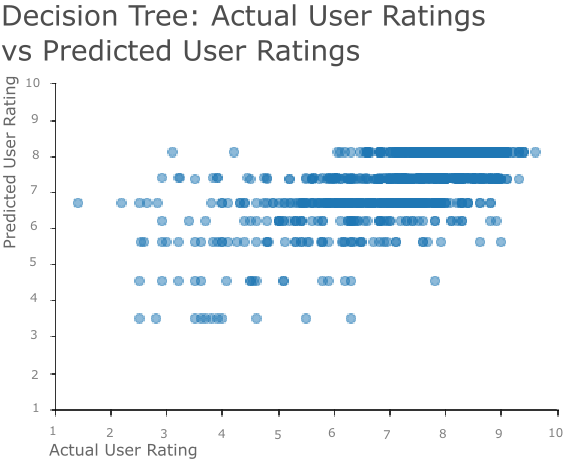 Decision Tree: Actual User Ratings
vs Predicted User Ratings
Predicted User Rating
10
9
8
7
6
5
4
3
2
1
1 2 3 4 5 6 7 8 9 10
Actual User Rating